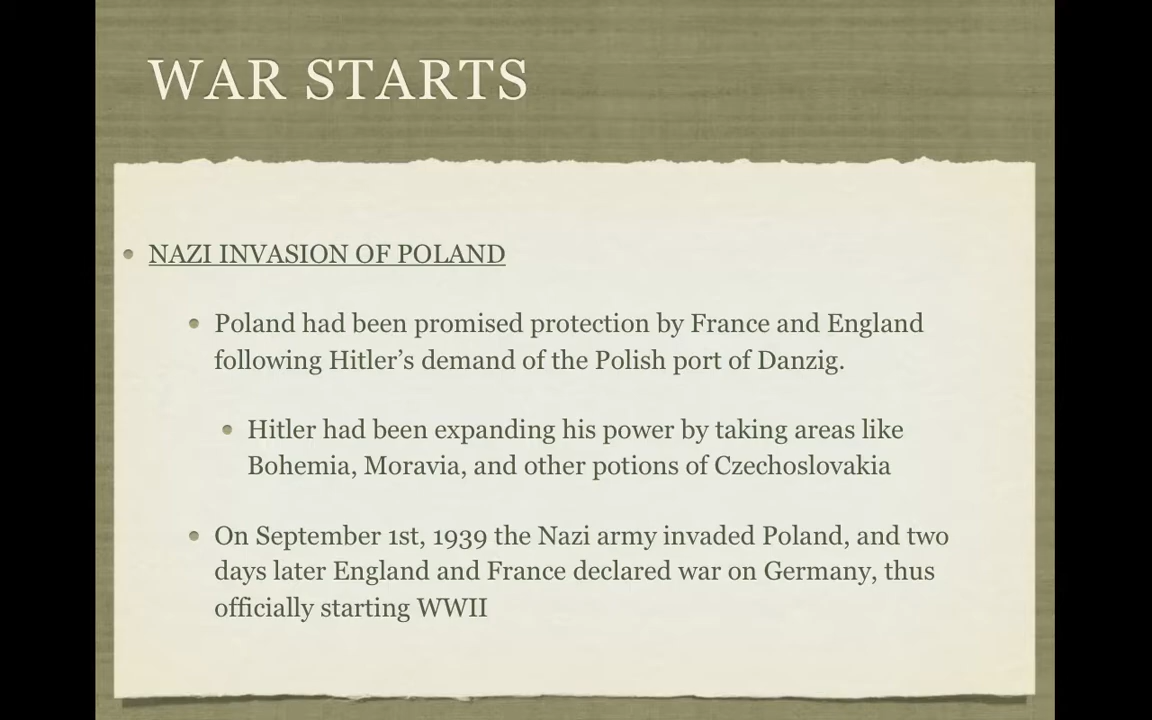 WAR STARTS
NAZI INVASION OF POLAND
Poland had been promised protection by France and England
following Hitler’s demand of the Polish port of Danzig.
Hitler had been expanding his power by taking areas like
Bohemia, Moravia, and other potions of Czechoslovakia
On September 1st, 1939 the Nazi army invaded Poland, and two
days later England and France declared war on Germany, thus
officially starting WWII